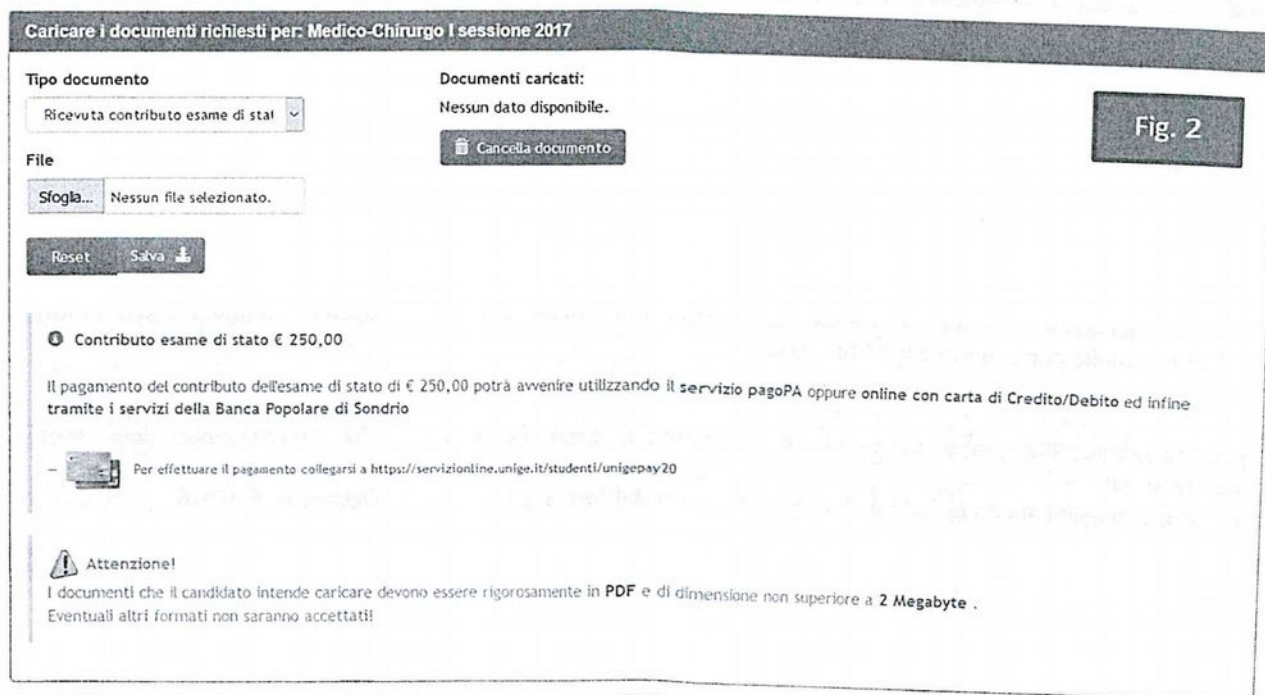 Caricare i documenti richiesti per: Medico-Chirurgo I sessione 2017
Tipo documento
Ricevuta contributo esame di stat
File
Sfoglia... Nessun file selezionato.
Reset Salva
Documenti caricati:
Nessun dato disponibile.
Cancella documento
Fig. 2
Contributo esame di stato € 250,00
Il pagamento del contributo dell'esame di stato di € 250,00 potrà avvenire utilizzando il servizio pagoPA oppure online con carta di Credito/Debito ed infine
tramite i servizi della Banca Popolare di Sondrio
– Per effettuare il pagamento collegarsi a https://servizionline.unige.it/studenti/unigepay20
Attenzione!
I documenti che il candidato intende caricare devono essere rigorosamente in PDF e di dimensione non superiore a 2 Megabyte .
Eventuali altri formati non saranno accettati!